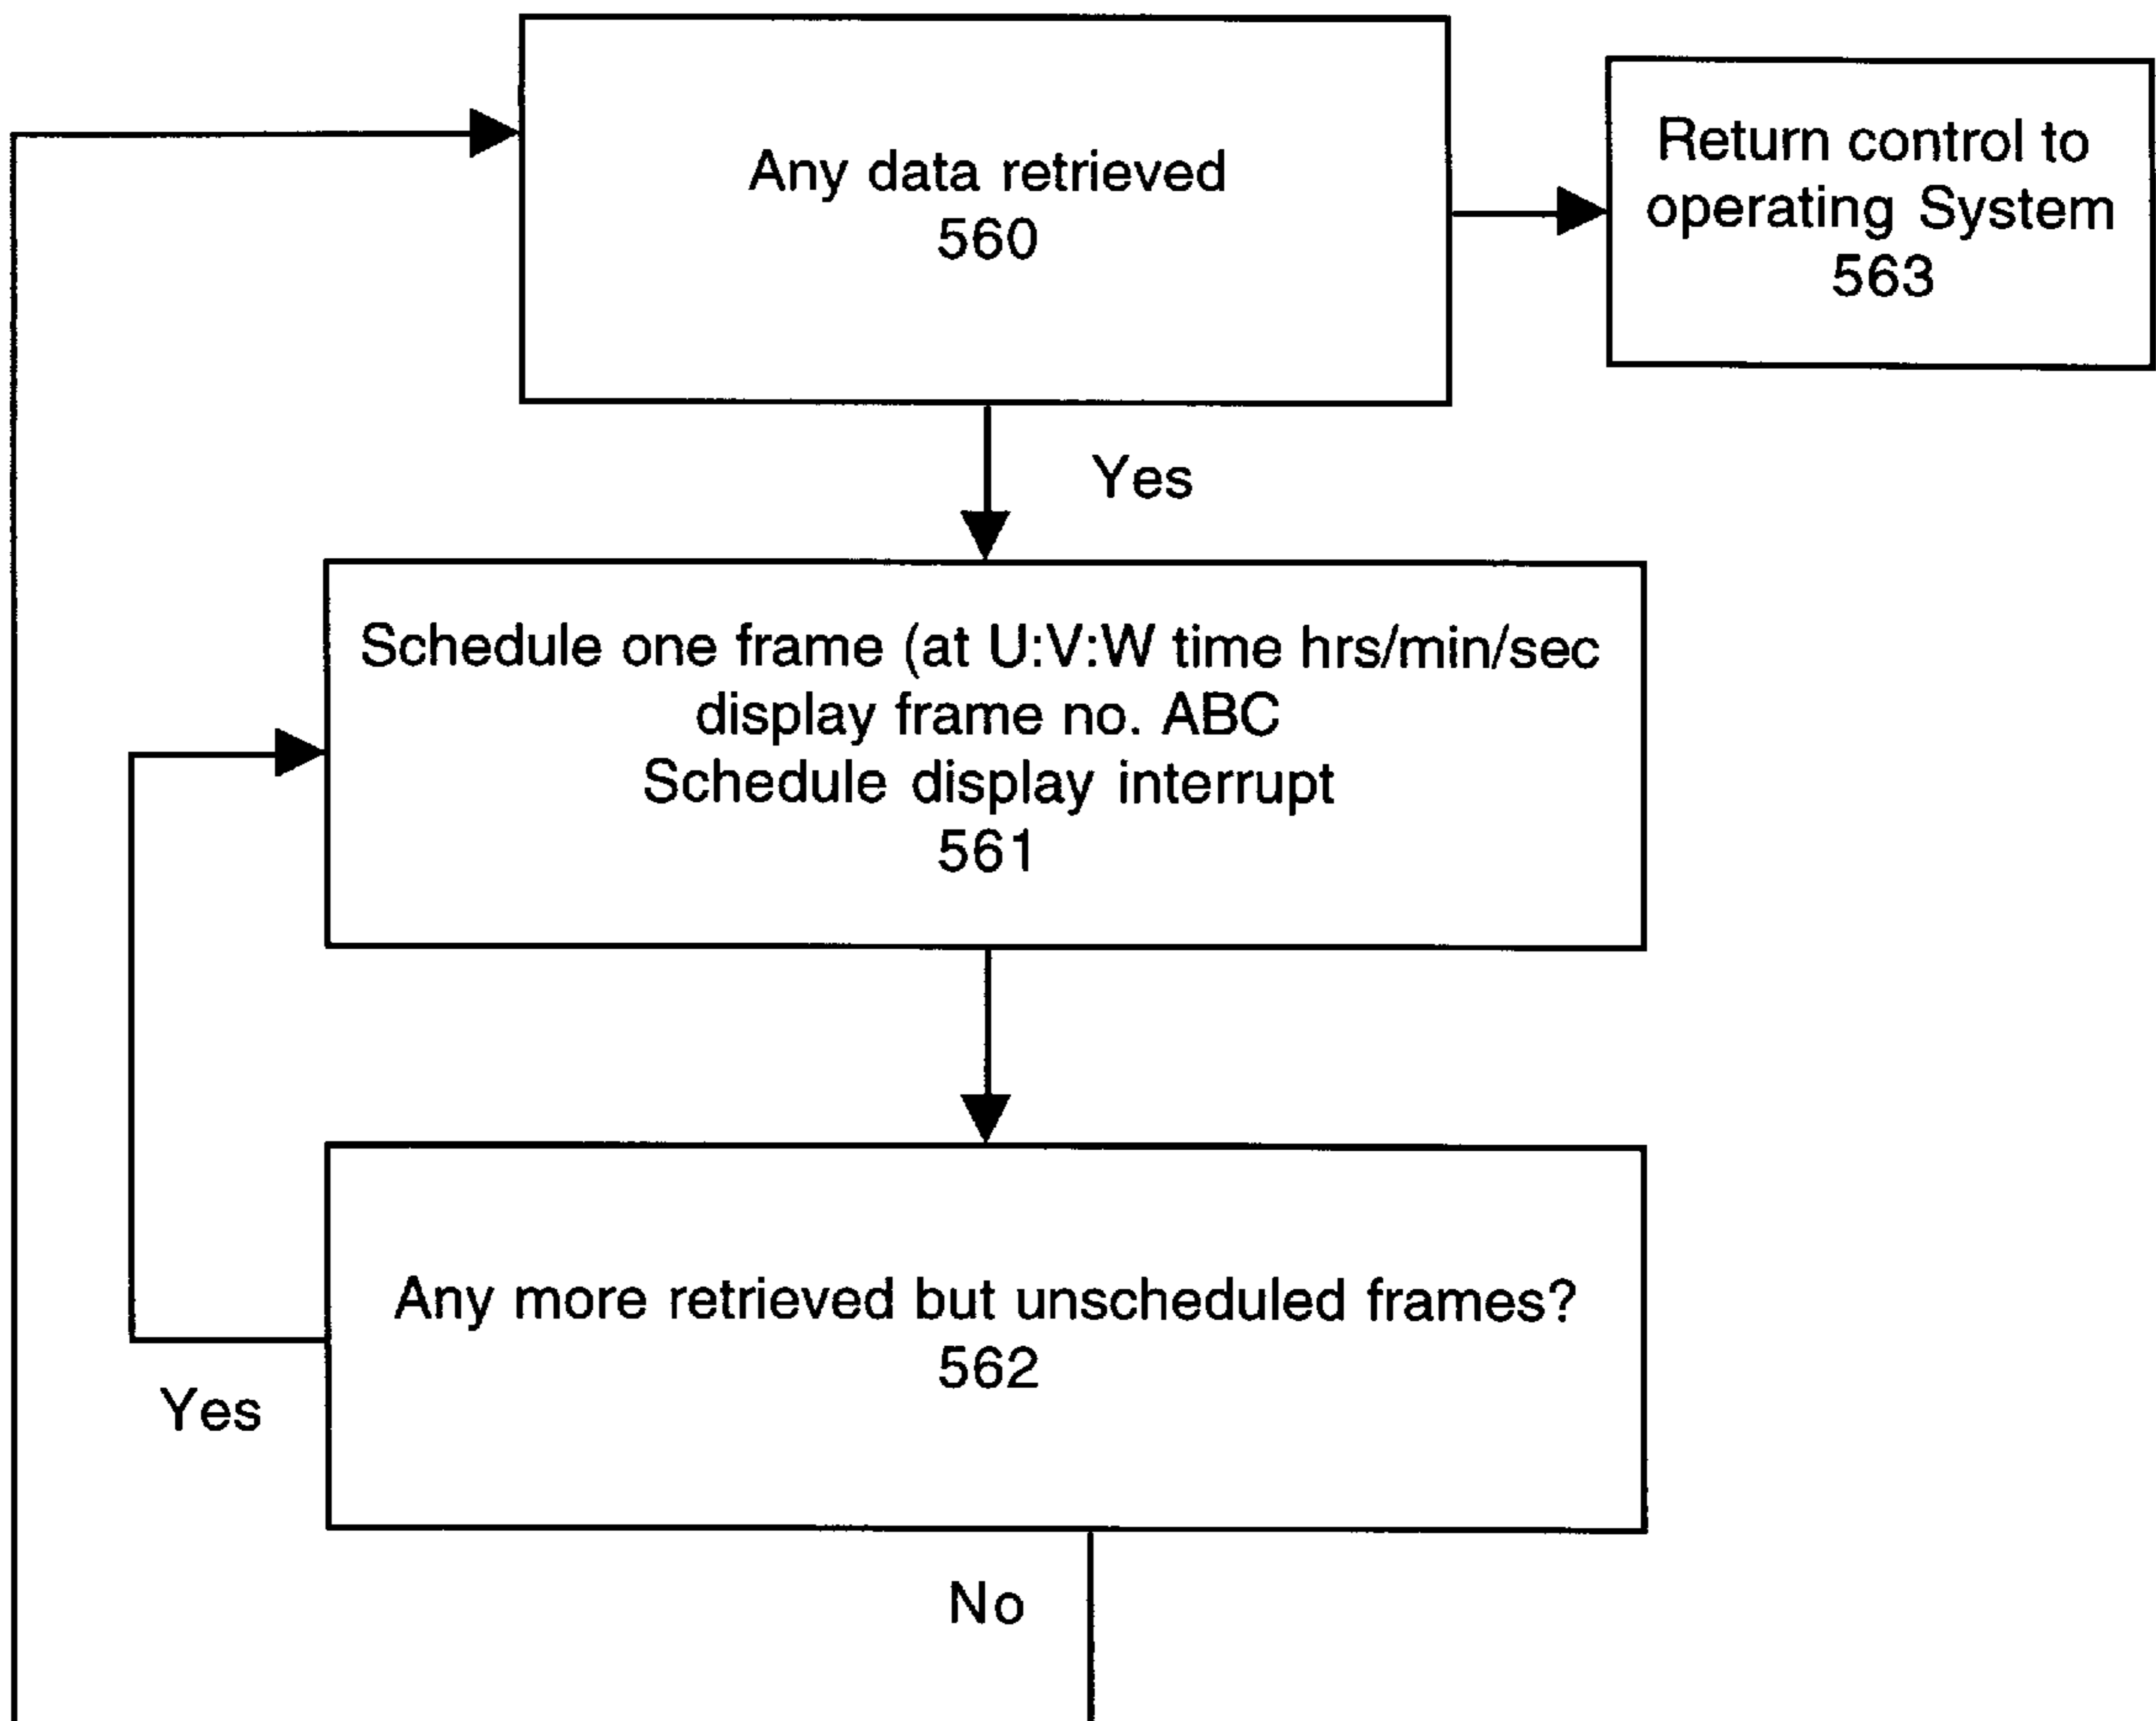 Any data retrieved
560
Return control to
operating System
563
Yes
Schedule one frame (at U:V:W time hrs/min/sec
display frame no. ABC
Schedule display interrupt
561
Any more retrieved but unscheduled frames?
562
Yes
No